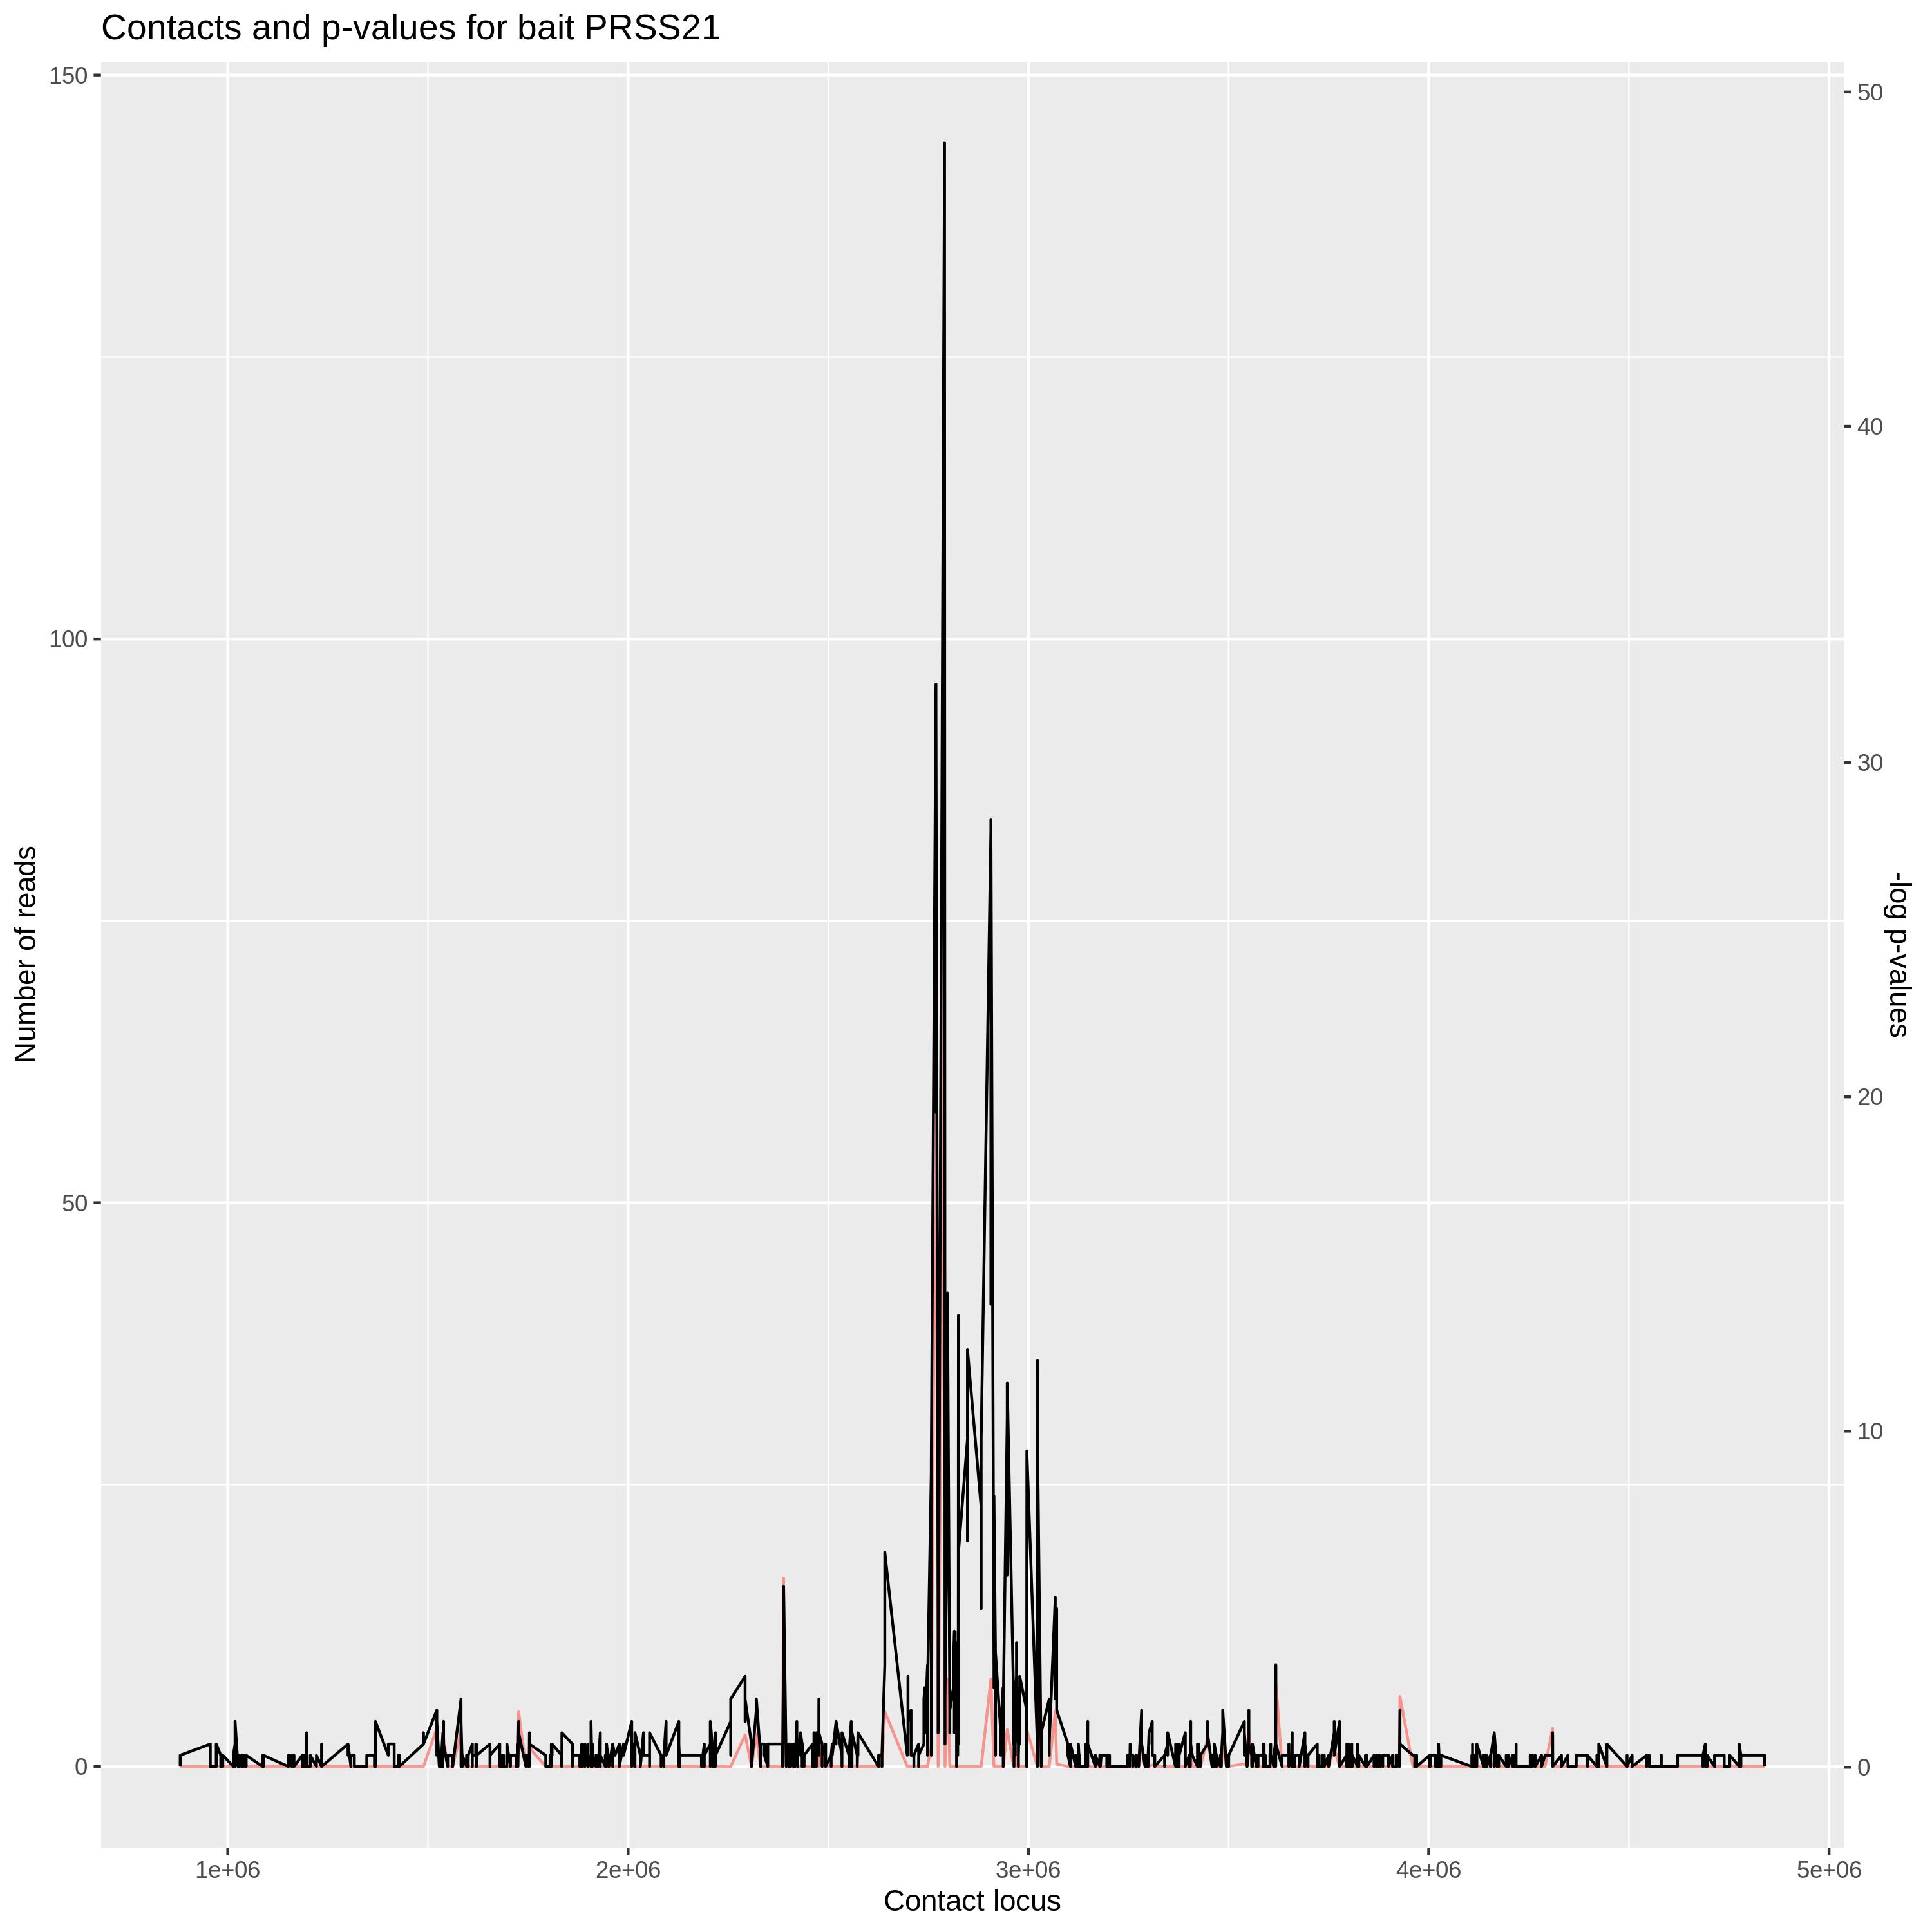 Contacts and p-values for bait PRSS21
150
100
50
0
Number of reads
50
40
30
20
10
0
-log p-values
1e+06
2e+06
3e+06
4e+06
5e+06
Contact locus